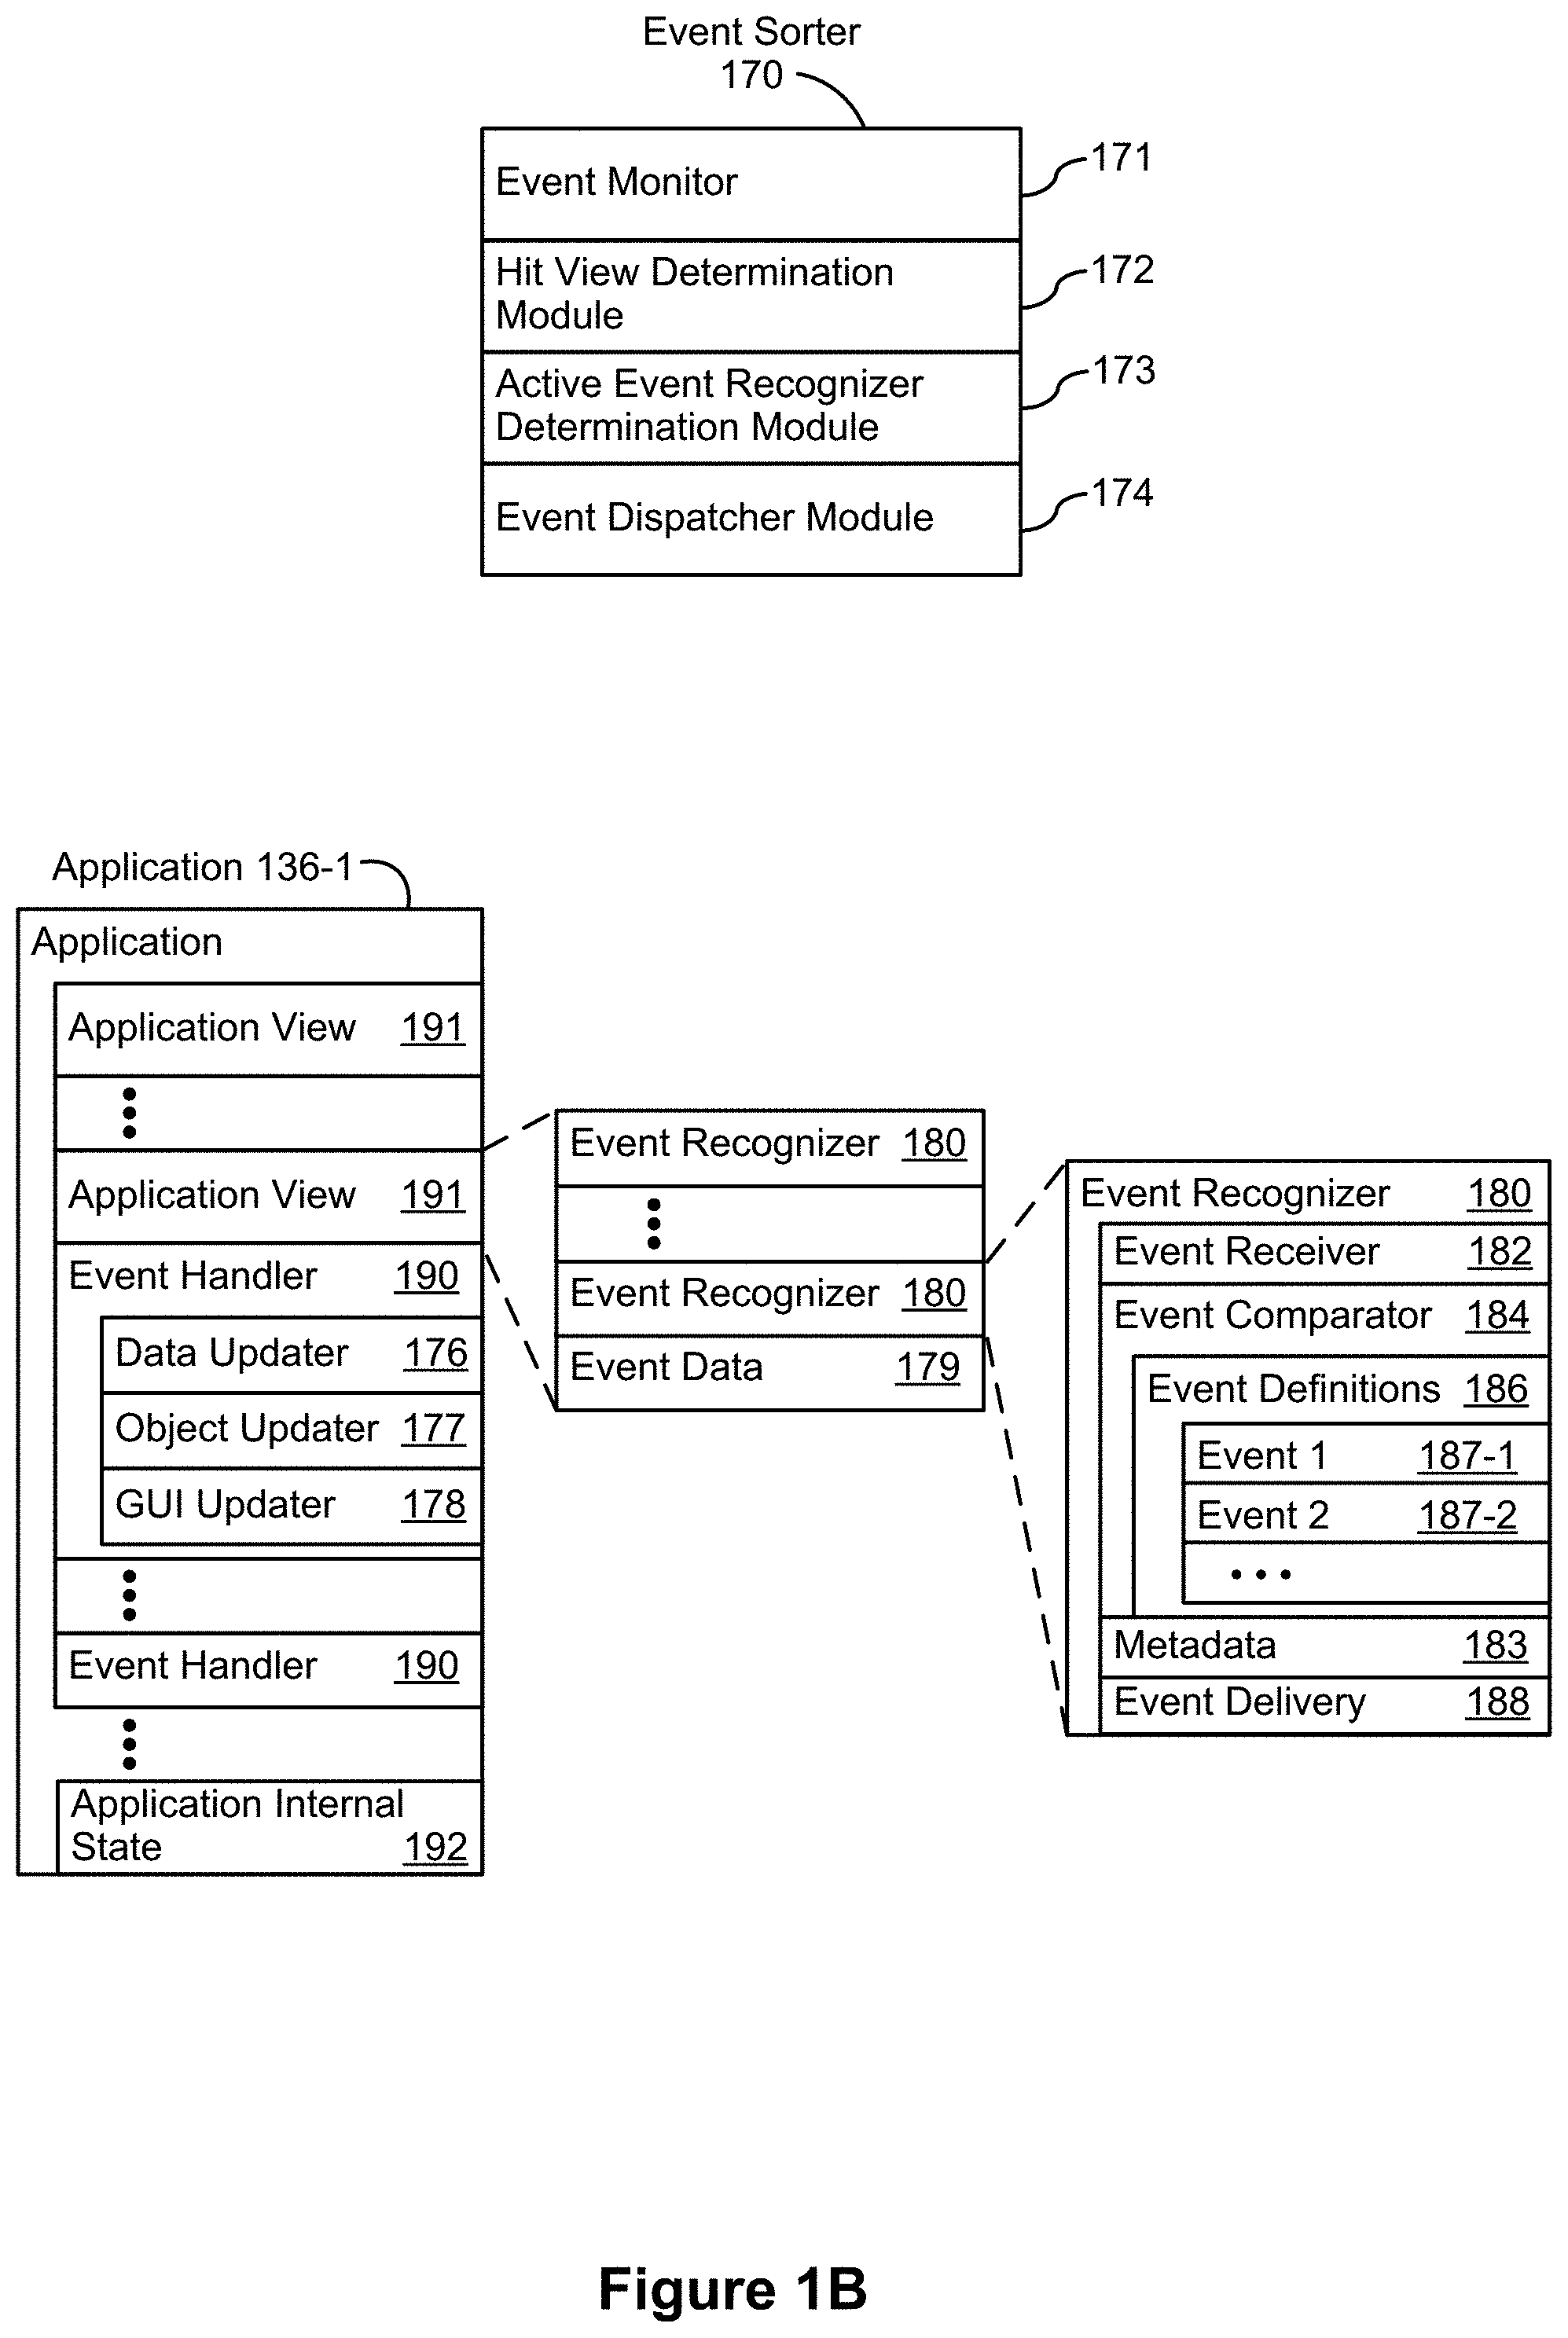 Event Sorter
170
Event Monitor
171
Hit View Determination
Module
172
Active Event Recognizer
Determination Module
173
Event Dispatcher Module
174
Application 136-1
Application
Application View 191
Application View 191
Event Handler 190
Data Updater 176
Object Updater 177
GUI Updater 178
Event Handler 190
Application Internal
State 192
Event Recognizer 180
Event Recognizer 180
Event Data 179
Event Recognizer 180
Event Receiver 182
Event Comparator 184
Event Definitions 186
Event 1 187-1
Event 2 187-2
Metadata 183
Event Delivery 188
Figure 1B